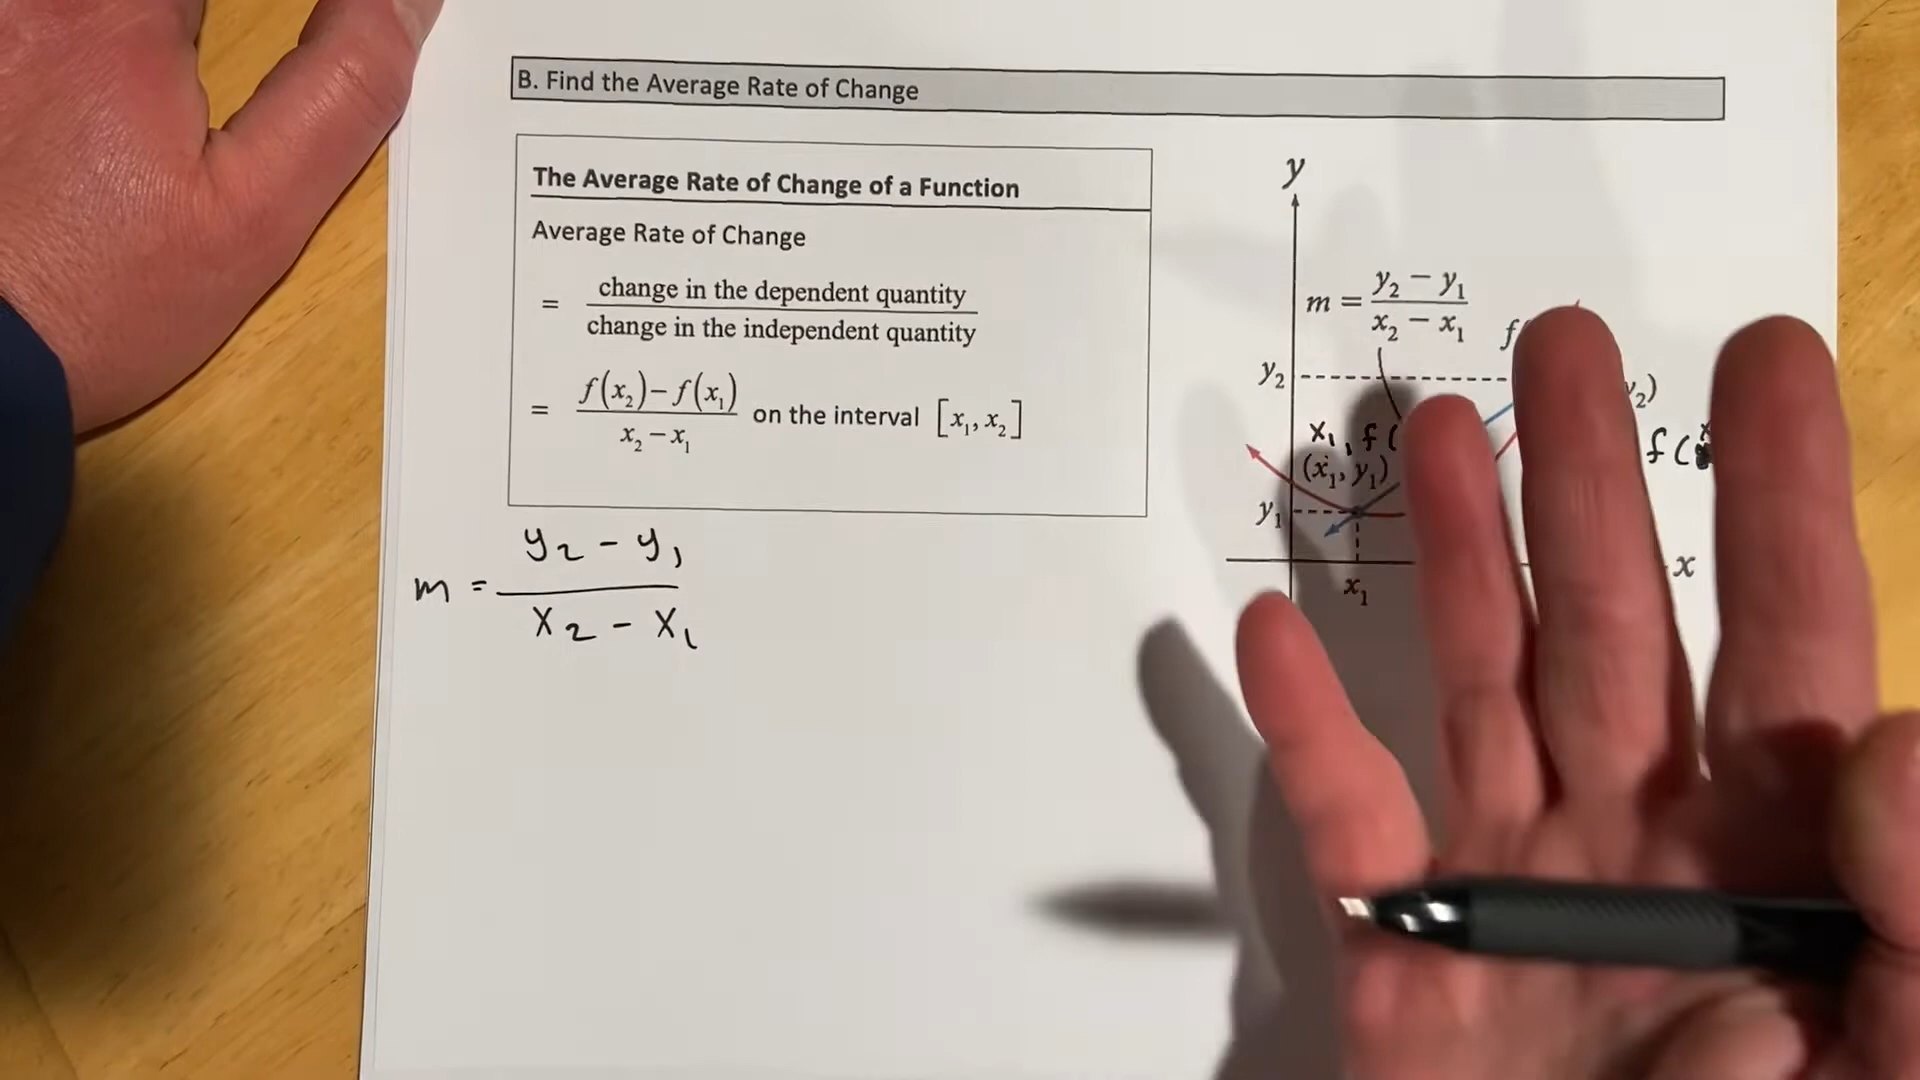 B. Find the Average Rate of Change
The Average Rate of Change of a Function
Average Rate of Change
= change in the dependent quantity
change in the independent quantity
= f(x₂)−f(x₁)
x₂−x₁
on the interval [x₁, x₂]
m = y₂ - y₁
x₂ - x₁
y
m = y₂ − y₁
x₂ − x₁
f
y₂
₂)
x₁, f(
(x₁, y₁)
f(x
y₁
x
x₁